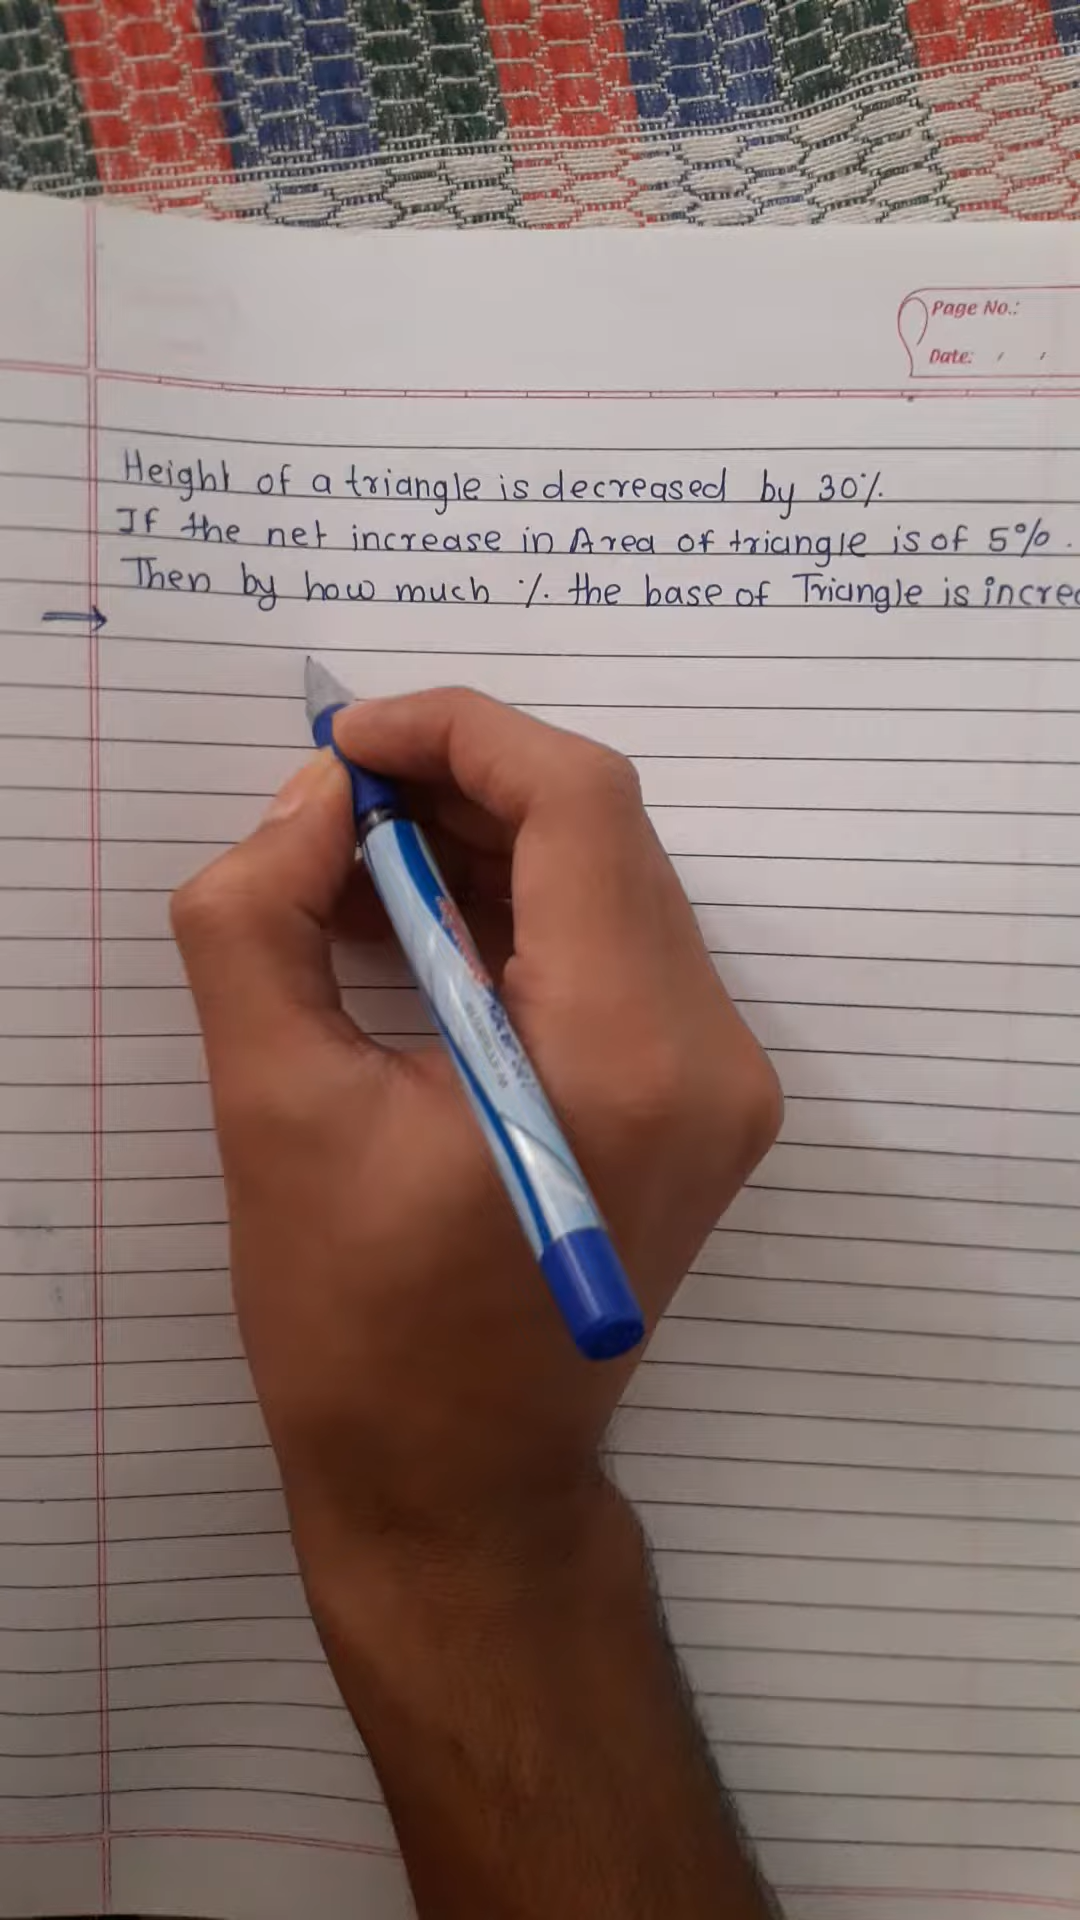 Page No.:
Date: / /
Height of a triangle is decreased by 30%.
If the net increase in Area of triangle is of 5%.
Then by how much % the base of Triangle is increa